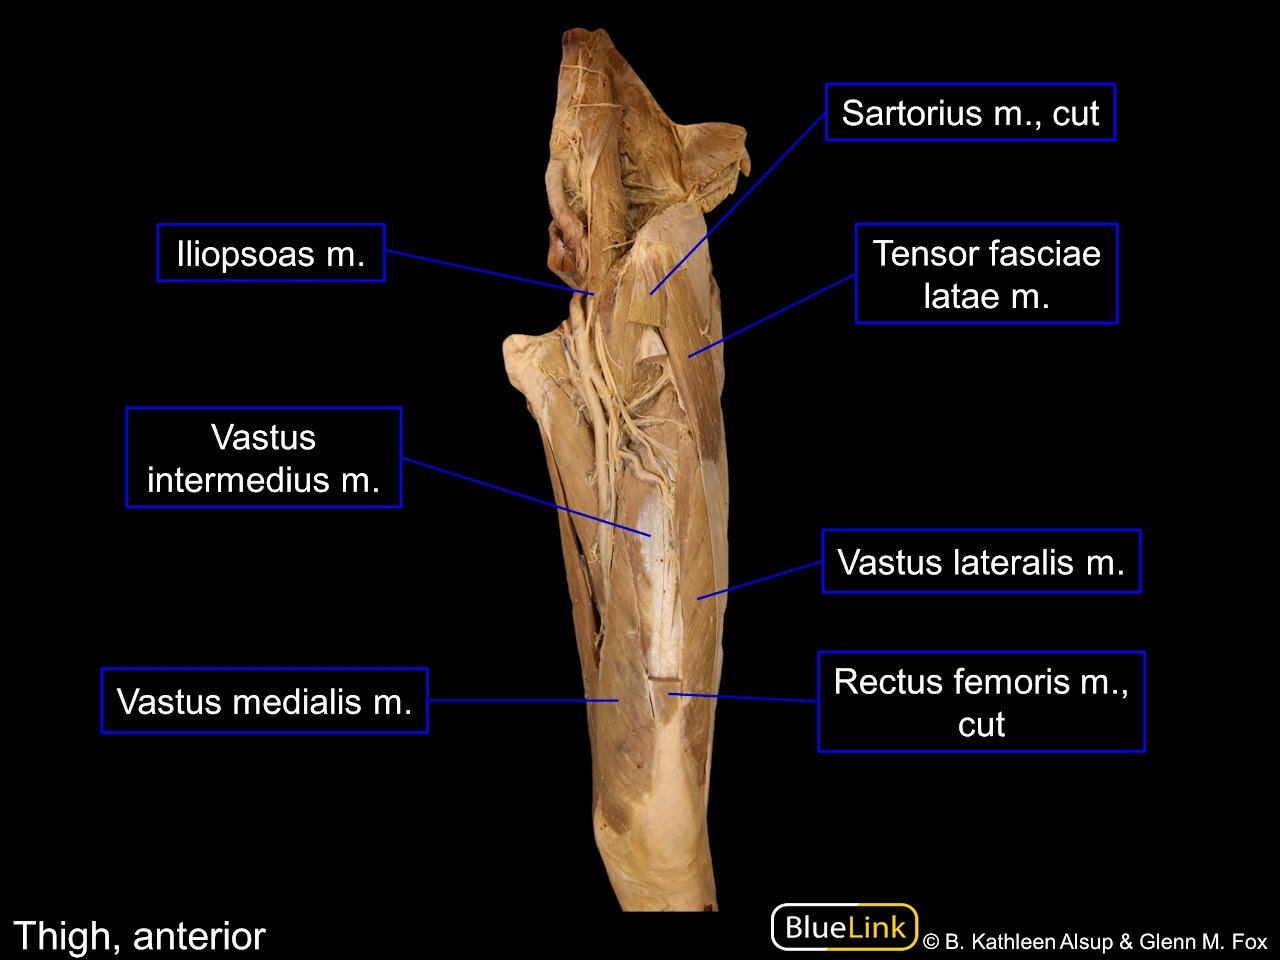 Sartorius m., cut
Iliopsoas m.
Tensor fasciae
latae m.
Vastus
intermedius m.
Vastus lateralis m.
Vastus medialis m.
Rectus femoris m.,
cut
Thigh, anterior
BlueLink
© B. Kathleen Alsup & Glenn M. Fox